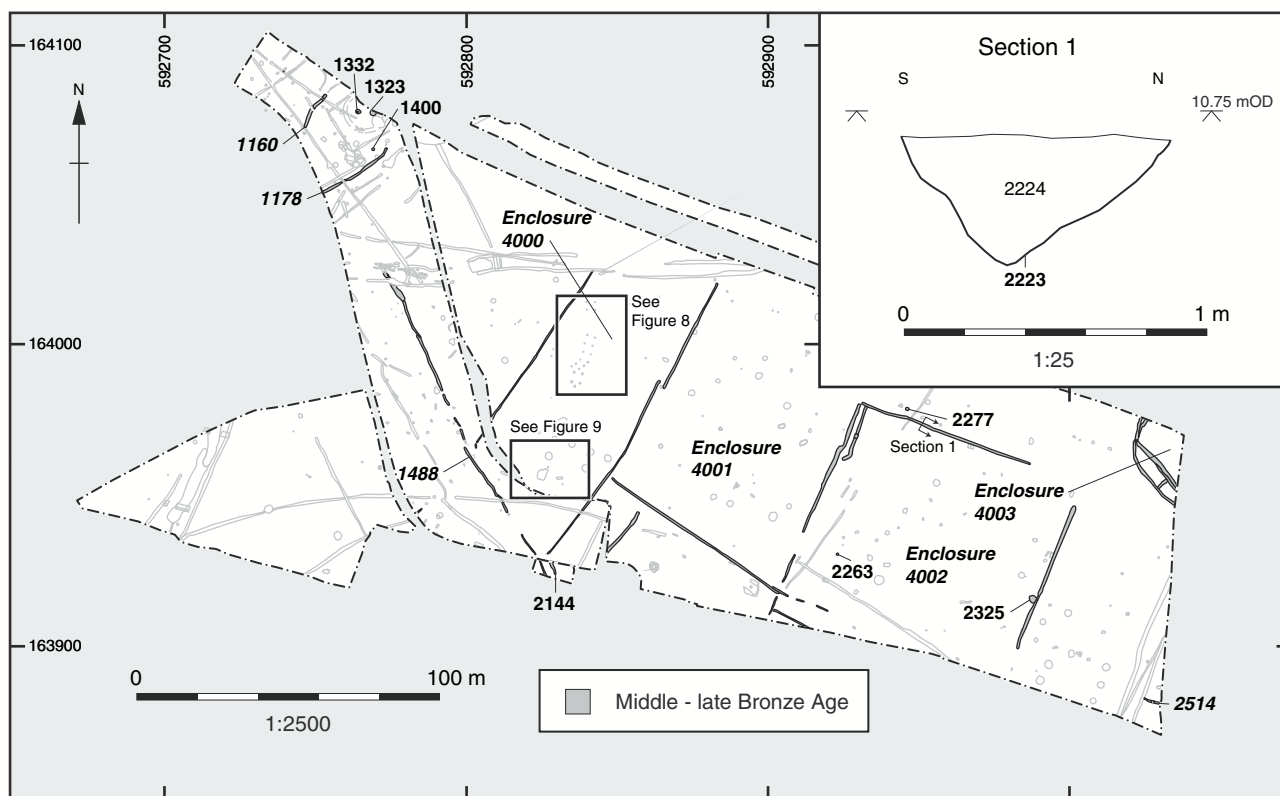 164100
592700
592800
592900
Section 1
S
N
10.75 mOD
2224
2223
0
1 m
1:25
N
1332
1323
1400
1160
1178
Enclosure
4000
See
Figure 8
164000
See Figure 9
1488
Enclosure
4001
2277
Section 1
Enclosure
4003
Enclosure
4002
2263
2325
2144
163900
0
100 m
1:2500
Middle - late Bronze Age
2514